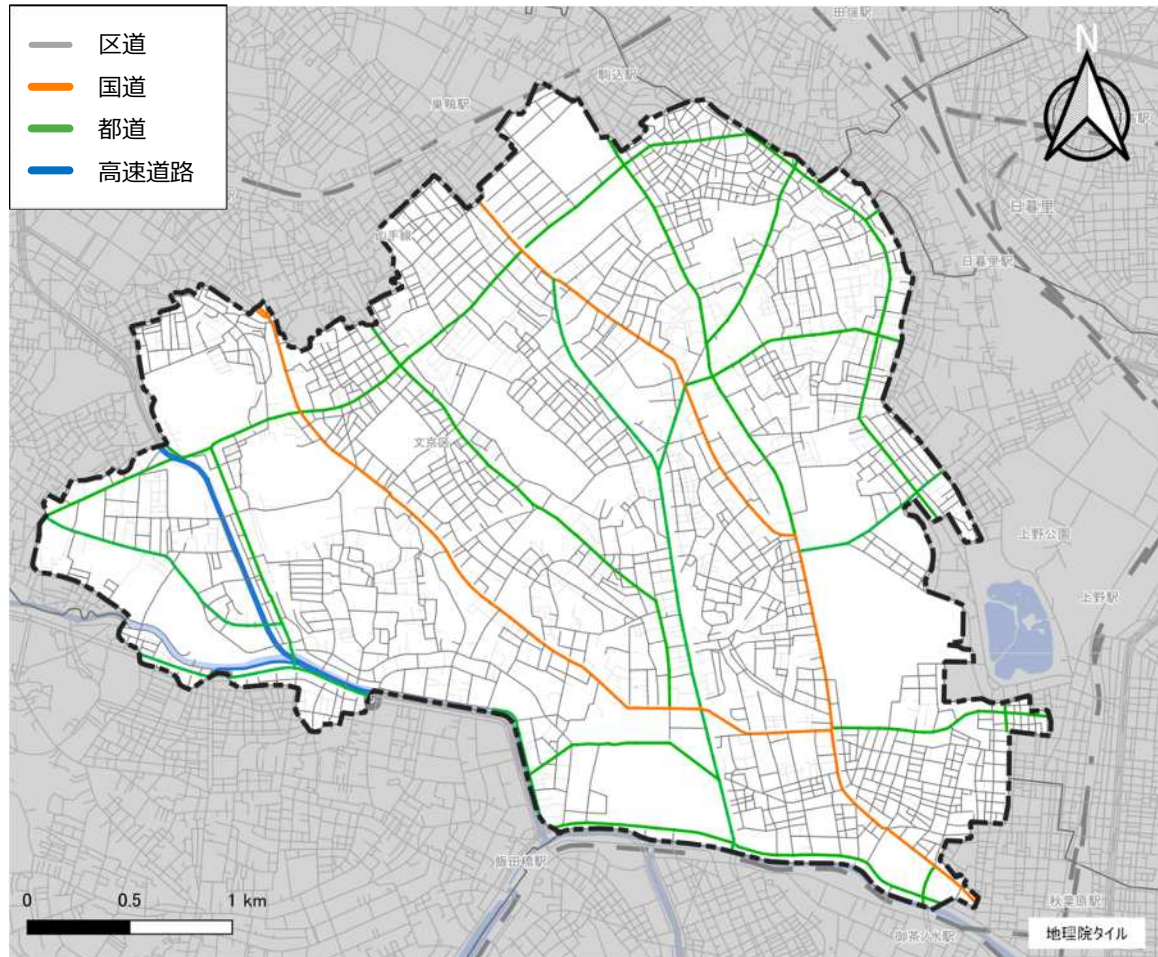 区道
国道
都道
高速道路
田端駅
N
駒込駅
巣鴨駅
日暮里
山手線
日暮里駅
文京区
上野公園
上野駅
飯田橋駅
0 0.5 1 km
秋葉原駅
御茶ノ水駅
地理院タイル